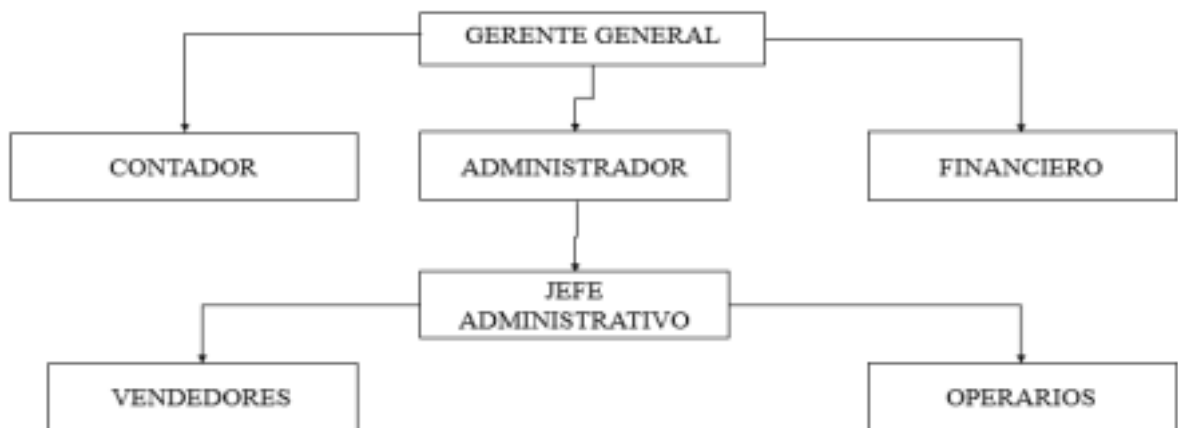 GERENTE GENERAL
CONTADOR
ADMINISTRADOR
FINANCIERO
JEFE
ADMINISTRATIVO
VENDEDORES
OPERARIOS